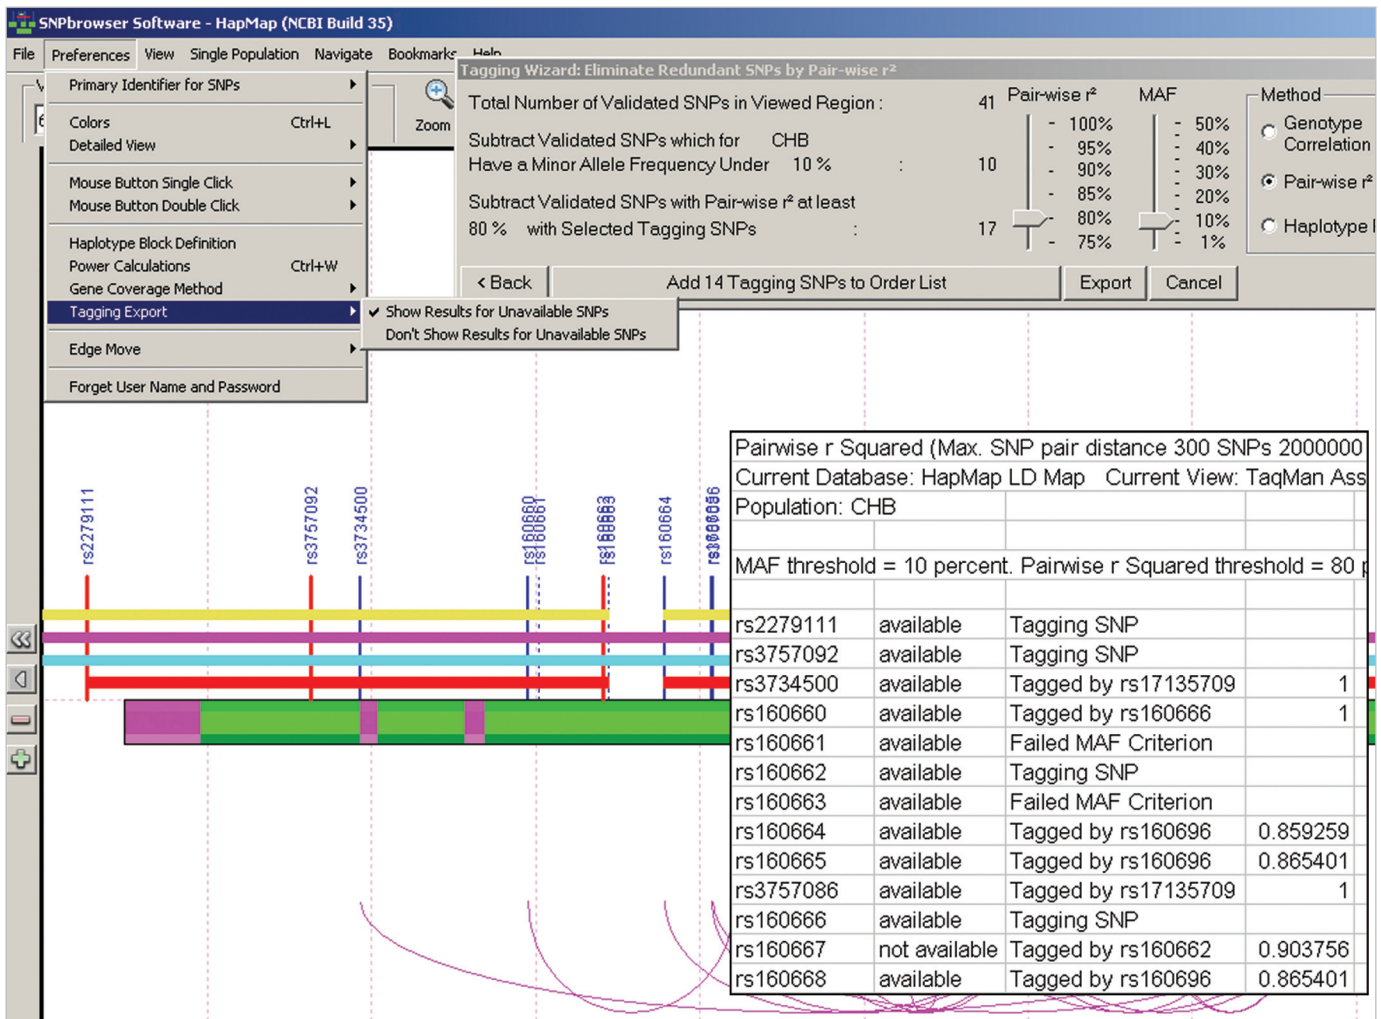 SNPbrowser Software - HapMap (NCBI Build 35)
File Preferences View Single Population Navigate Bookmarks Help
Primary Identifier for SNPs
Colors Ctrl+L
Detailed View
Mouse Button Single Click
Mouse Button Double Click
Haplotype Block Definition
Power Calculations Ctrl+W
Gene Coverage Method
Tagging Export
Edge Move
Forget User Name and Password
✓ Show Results for Unavailable SNPs
Don't Show Results for Unavailable SNPs
Zoom
Tagging Wizard: Eliminate Redundant SNPs by Pair-wise r²
Total Number of Validated SNPs in Viewed Region : 41
Subtract Validated SNPs which for CHB
Have a Minor Allele Frequency Under 10 % : 10
Subtract Validated SNPs with Pair-wise r² at least
80 % with Selected Tagging SNPs : 17
Pair-wise r²
- 100%
- 95%
- 90%
- 85%
- 80%
- 75%
MAF
- 50%
- 40%
- 30%
- 20%
- 10%
- 1%
Method
Genotype
Correlation
Pair-wise r²
Haplotype
< Back Add 14 Tagging SNPs to Order List Export Cancel
rs2279111
rs3757092
rs3734500
rs160660
rs160661
rs160664
Pairwise r Squared (Max. SNP pair distance 300 SNPs 2000000
Current Database: HapMap LD Map Current View: TaqMan Ass
Population: CHB
MAF threshold = 10 percent. Pairwise r Squared threshold = 80
rs2279111 available Tagging SNP
rs3757092 available Tagging SNP
rs3734500 available Tagged by rs17135709 1
rs160660 available Tagged by rs160666 1
rs160661 available Failed MAF Criterion
rs160662 available Tagging SNP
rs160663 available Failed MAF Criterion
rs160664 available Tagged by rs160696 0.859259
rs160665 available Tagged by rs160696 0.865401
rs3757086 available Tagged by rs17135709 1
rs160666 available Tagging SNP
rs160667 not available Tagged by rs160662 0.903756
rs160668 available Tagged by rs160696 0.865401